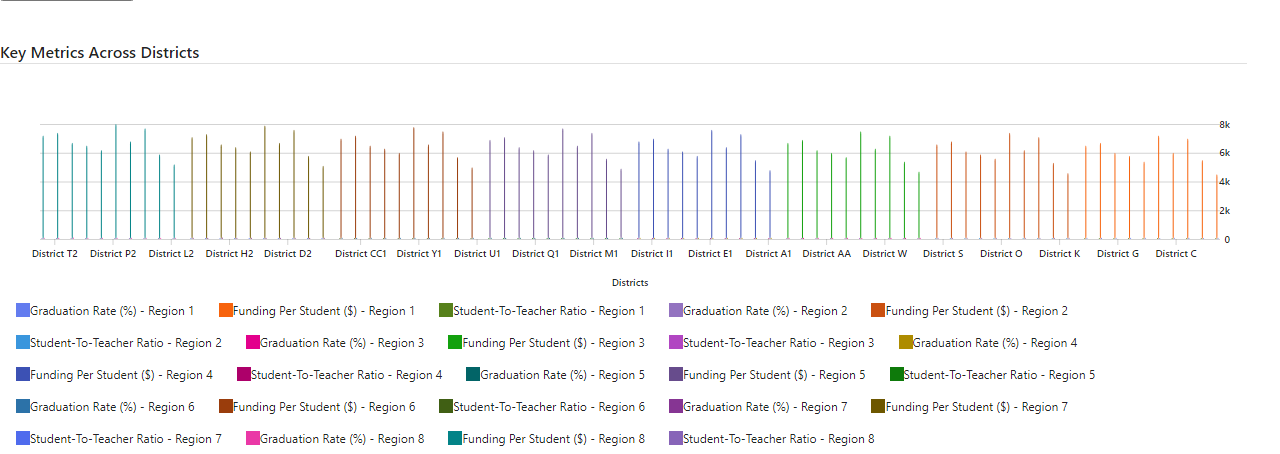 Key Metrics Across Districts
8k
6k
4k
2k
0
District T2 District P2 District L2 District H2 District D2 District CC1 District Y1 District U1 District Q1 District M1 District I1 District E1 District A1 District AA District W District S District O District K District G District C
Districts
Graduation Rate (%) - Region 1 Funding Per Student ($) - Region 1 Student-To-Teacher Ratio - Region 1 Graduation Rate (%) - Region 2 Funding Per Student ($) - Region 2
Student-To-Teacher Ratio - Region 2 Graduation Rate (%) - Region 3 Funding Per Student ($) - Region 3 Student-To-Teacher Ratio - Region 3 Graduation Rate (%) - Region 4
Funding Per Student ($) - Region 4 Student-To-Teacher Ratio - Region 4 Graduation Rate (%) - Region 5 Funding Per Student ($) - Region 5 Student-To-Teacher Ratio - Region 5
Graduation Rate (%) - Region 6 Funding Per Student ($) - Region 6 Student-To-Teacher Ratio - Region 6 Graduation Rate (%) - Region 7 Funding Per Student ($) - Region 7
Student-To-Teacher Ratio - Region 7 Graduation Rate (%) - Region 8 Funding Per Student ($) - Region 8 Student-To-Teacher Ratio - Region 8